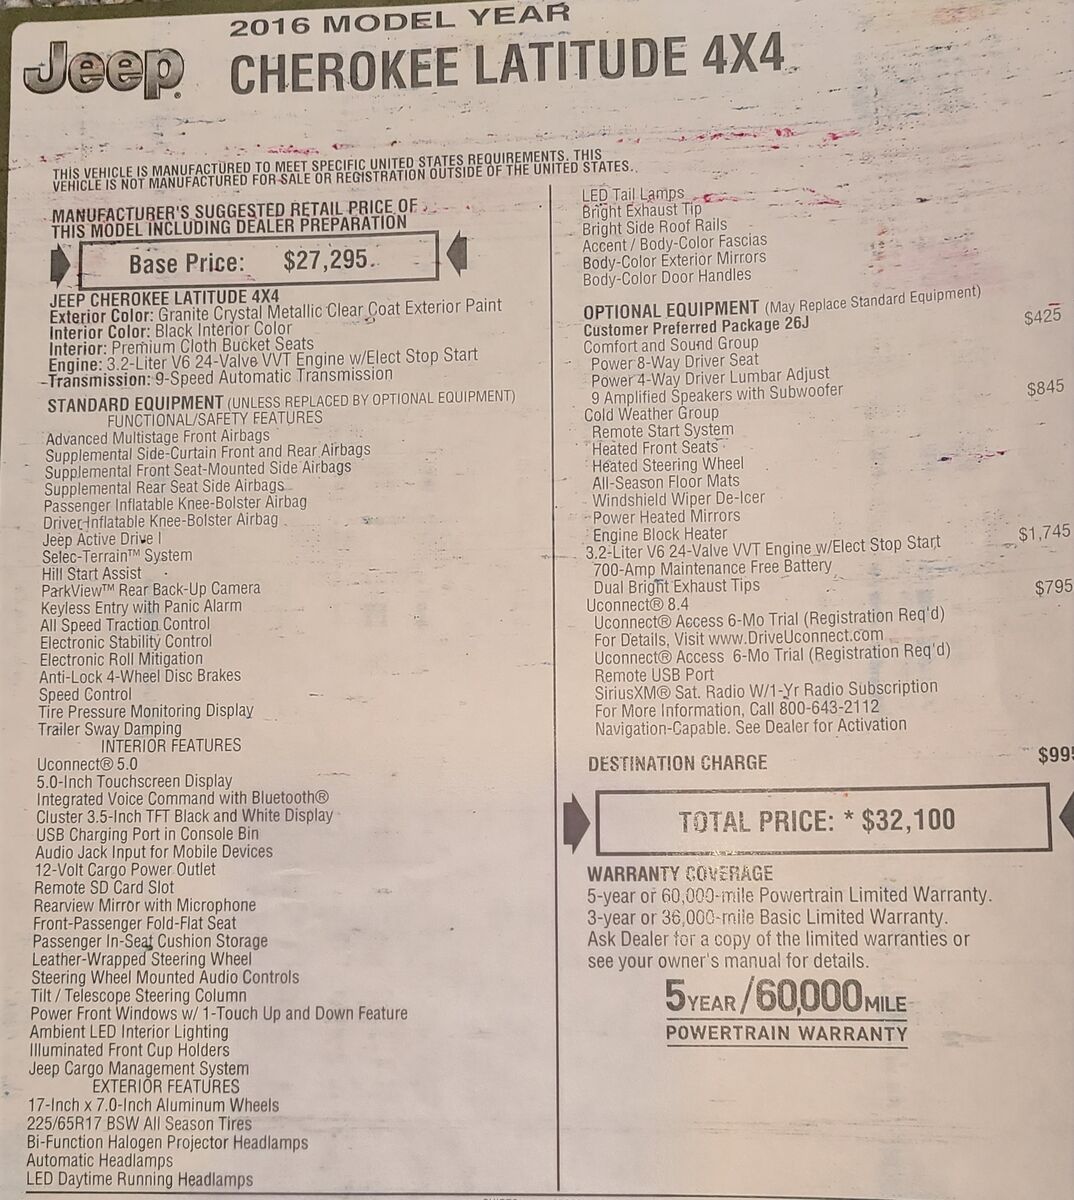 Jeep®
2016 MODEL YEAR
CHEROKEE LATITUDE 4X4
THIS VEHICLE IS MANUFACTURED TO MEET SPECIFIC UNITED STATES REQUIREMENTS. THIS
VEHICLE IS NOT MANUFACTURED FOR SALE OR REGISTRATION OUTSIDE OF THE UNITED STATES.
MANUFACTURER'S SUGGESTED RETAIL PRICE OF
THIS MODEL INCLUDING DEALER PREPARATION
Base Price: $27,295
JEEP CHEROKEE LATITUDE 4X4
Exterior Color: Granite Crystal Metallic Clear Coat Exterior Paint
Interior Color: Black Interior Color
Interior: Premium Cloth Bucket Seats
Engine: 3.2-Liter V6 24-Valve VVT Engine w/Elect Stop Start
Transmission: 9-Speed Automatic Transmission
STANDARD EQUIPMENT (UNLESS REPLACED BY OPTIONAL EQUIPMENT)
FUNCTIONAL/SAFETY FEATURES
Advanced Multistage Front Airbags
Supplemental Side-Curtain Front and Rear Airbags
Supplemental Front Seat-Mounted Side Airbags
Supplemental Rear Seat Side Airbags
Passenger Inflatable Knee-Bolster Airbag
Driver Inflatable Knee-Bolster Airbag
Jeep Active Drive I
Selec-Terrain™ System
Hill Start Assist
ParkView™ Rear Back-Up Camera
Keyless Entry with Panic Alarm
All Speed Traction Control
Electronic Stability Control
Electronic Roll Mitigation
Anti-Lock 4-Wheel Disc Brakes
Speed Control
Tire Pressure Monitoring Display
Trailer Sway Damping
INTERIOR FEATURES
Uconnect® 5.0
5.0-Inch Touchscreen Display
Integrated Voice Command with Bluetooth®
Cluster 3.5-Inch TFT Black and White Display
USB Charging Port in Console Bin
Audio Jack Input for Mobile Devices
12-Volt Cargo Power Outlet
Remote SD Card Slot
Rearview Mirror with Microphone
Front-Passenger Fold-Flat Seat
Passenger In-Seat Cushion Storage
Leather-Wrapped Steering Wheel
Steering Wheel Mounted Audio Controls
Tilt / Telescope Steering Column
Power Front Windows w/ 1-Touch Up and Down Feature
Ambient LED Interior Lighting
Illuminated Front Cup Holders
Jeep Cargo Management System
EXTERIOR FEATURES
17-Inch x 7.0-Inch Aluminum Wheels
225/65R17 BSW All Season Tires
Bi-Function Halogen Projector Headlamps
Automatic Headlamps
LED Daytime Running Headlamps
LED Tail Lamps
Bright Exhaust Tip
Bright Side Roof Rails
Accent / Body-Color Fascias
Body-Color Exterior Mirrors
Body-Color Door Handles
OPTIONAL EQUIPMENT (May Replace Standard Equipment)
Customer Preferred Package 26J
Comfort and Sound Group $425
Power 8-Way Driver Seat
Power 4-Way Driver Lumbar Adjust
9 Amplified Speakers with Subwoofer
Cold Weather Group $845
Remote Start System
Heated Front Seats
Heated Steering Wheel
All-Season Floor Mats
Windshield Wiper De-Icer
Power Heated Mirrors
Engine Block Heater
3.2-Liter V6 24-Valve VVT Engine w/Elect Stop Start $1,745
700-Amp Maintenance Free Battery
Dual Bright Exhaust Tips
Uconnect® 8.4 $795
Uconnect® Access 6-Mo Trial (Registration Req'd)
For Details, Visit www.DriveUconnect.com
Uconnect® Access 6-Mo Trial (Registration Req'd)
Remote USB Port
SiriusXM® Sat. Radio W/1-Yr Radio Subscription
For More Information, Call 800-643-2112
Navigation-Capable. See Dealer for Activation
DESTINATION CHARGE $995
TOTAL PRICE: * $32,100
WARRANTY COVERAGE
5-year or 60,000-mile Powertrain Limited Warranty.
3-year or 36,000-mile Basic Limited Warranty.
Ask Dealer for a copy of the limited warranties or
see your owner's manual for details.
5YEAR/60,000MILE
POWERTRAIN WARRANTY